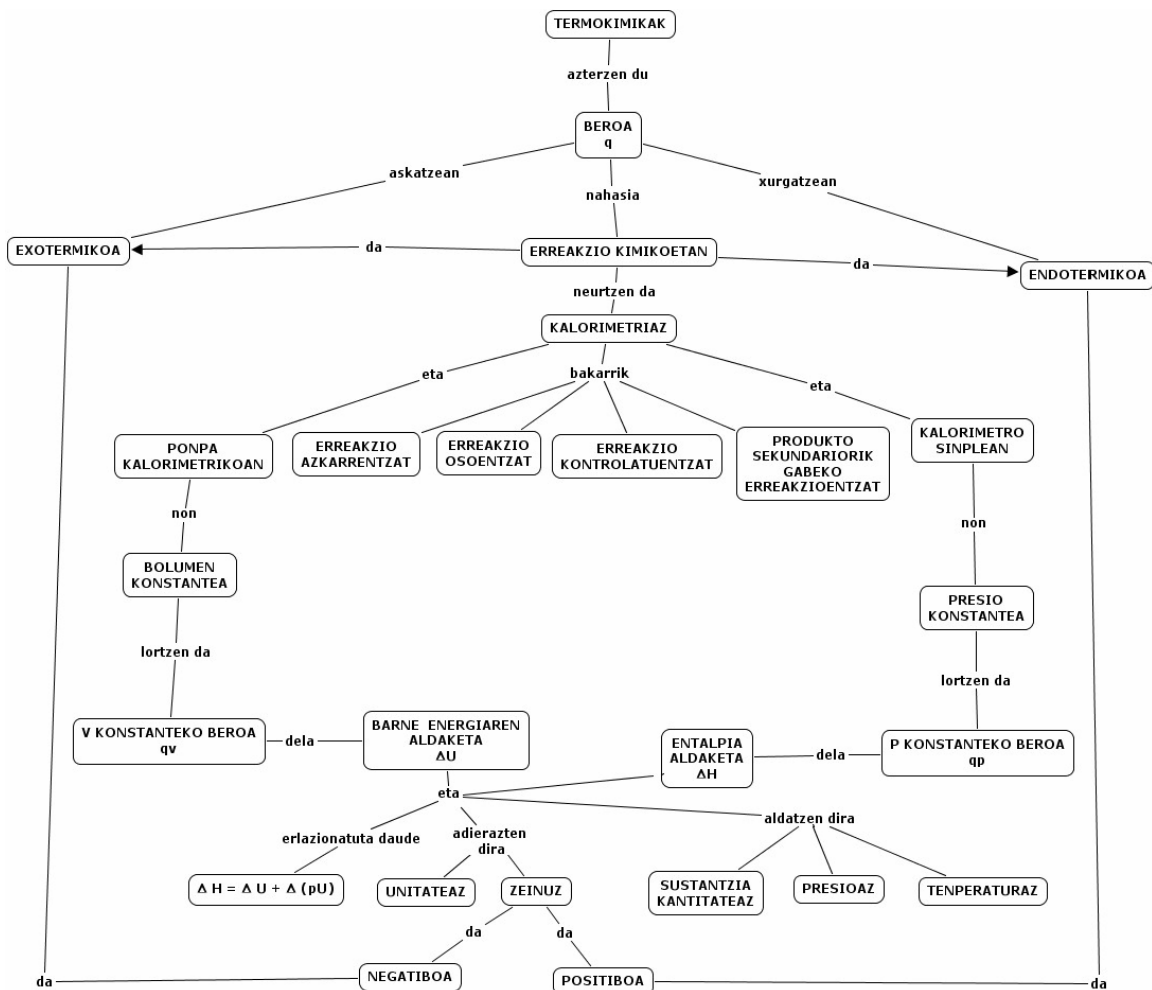 TERMOKIMIKAK
azterzen du
BEROA
q
askatzean
nahasia
xurgatzean
EXOTERMIKOA
da
ERREAKZIO KIMIKOETAN
da
ENDOTERMIKOA
neurtzen da
KALORIMETRIAZ
eta
bakarrik
eta
PONPA
KALORIMETRIKOAN
ERREAKZIO
AZKARRENTZAT
ERREAKZIO
OSOENTZAT
ERREAKZIO
KONTROLATUENTZAT
PRODUKTO
SEKUNDARIORIK
GABEKO
ERREAKZIOENTZAT
KALORIMETRO
SINPLEAN
non
non
BOLUMEN
KONSTANTEA
PRESIO
KONSTANTEA
lortzen da
lortzen da
V KONSTANTEKO BEROA
qv
dela
BARNE ENERGIAREN
ALDAKETA
ΔU
ENTALPIA
ALDAKETA
ΔH
dela
P KONSTANTEKO BEROA
qp
eta
erlazionatuta daude
adierazten
dira
aldatzen dira
Δ H = Δ U + Δ (pU)
UNITATEAZ
ZEINUZ
SUSTANTZIA
KANTITATEAZ
PRESIOAZ
TENPERATURAZ
da
da
da
NEGATIBOA
POSITIBOA
da